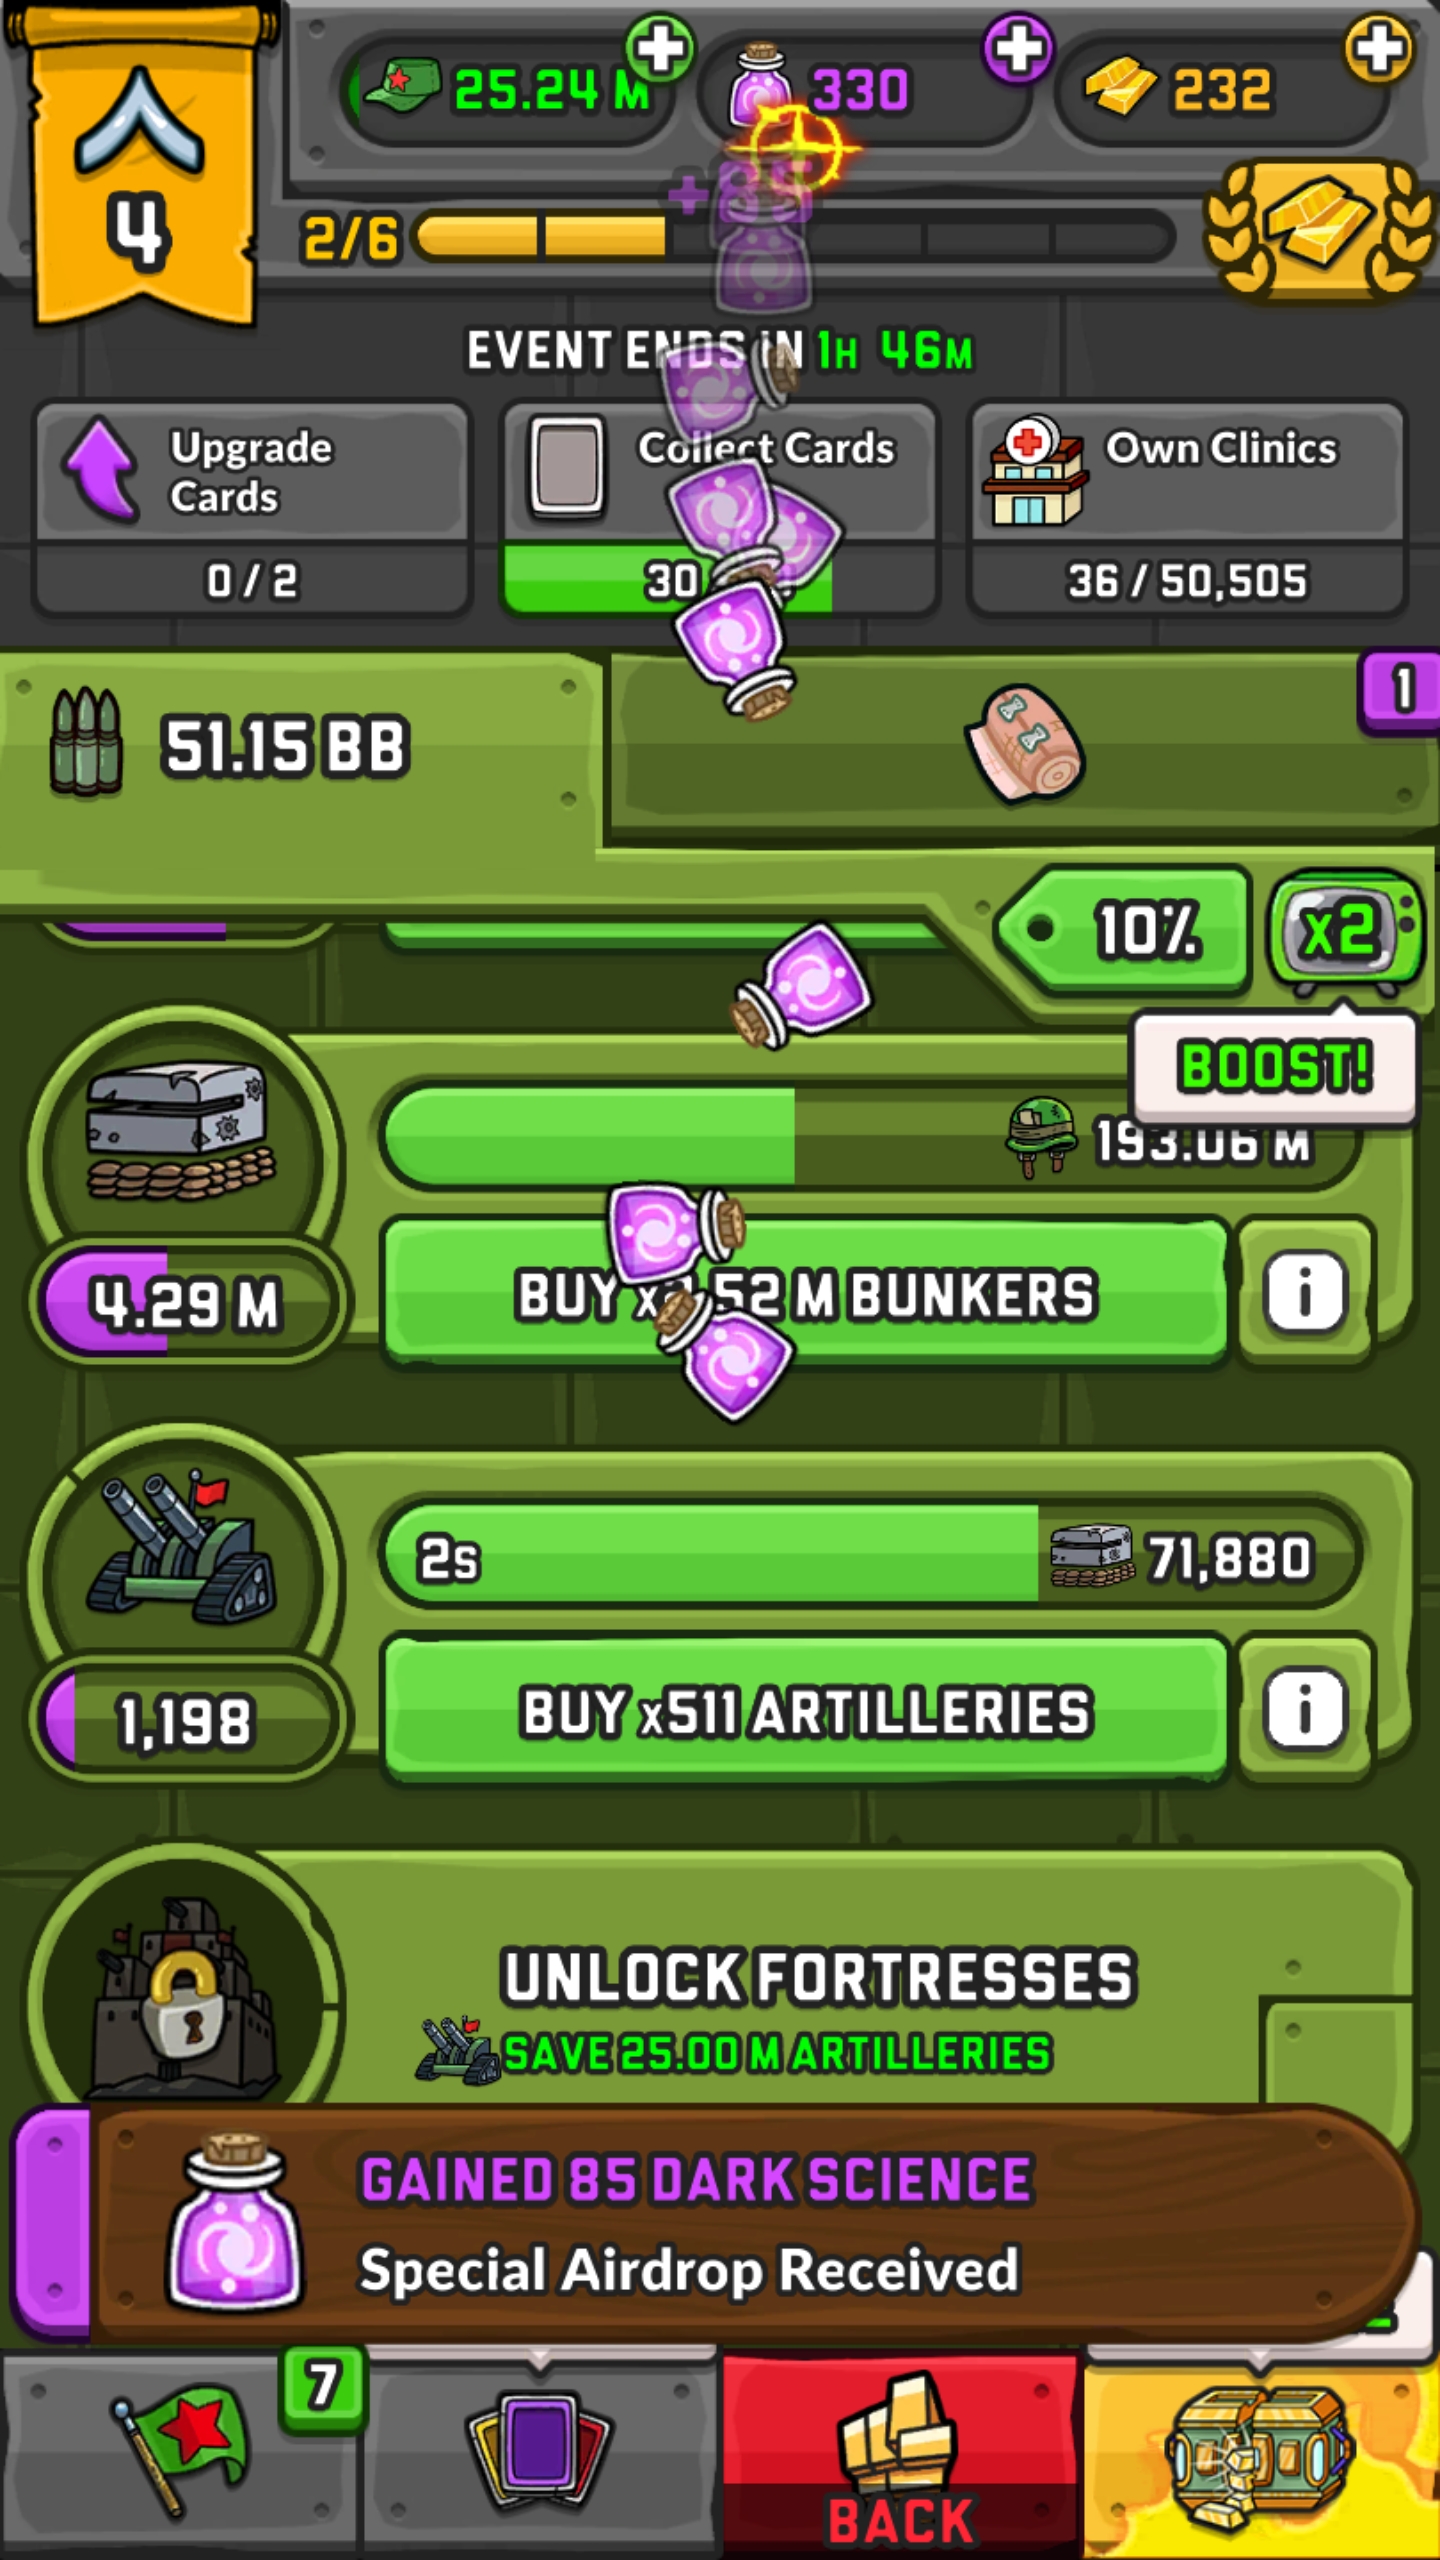 25.24 M
330
232
4
2/6
EVENT ENDS IN 1H 46M
Upgrade
Cards
Collect Cards
Own Clinics
0 / 2
30
36 / 50,505
51.15 BB
1
10%
x2
BOOST!
193.06 M
4.29 M
BUY 52 M BUNKERS
2s
71,880
1,198
BUY x511 ARTILLERIES
UNLOCK FORTRESSES
SAVE 25.00 M ARTILLERIES
GAINED 85 DARK SCIENCE
Special Airdrop Received
7
BACK